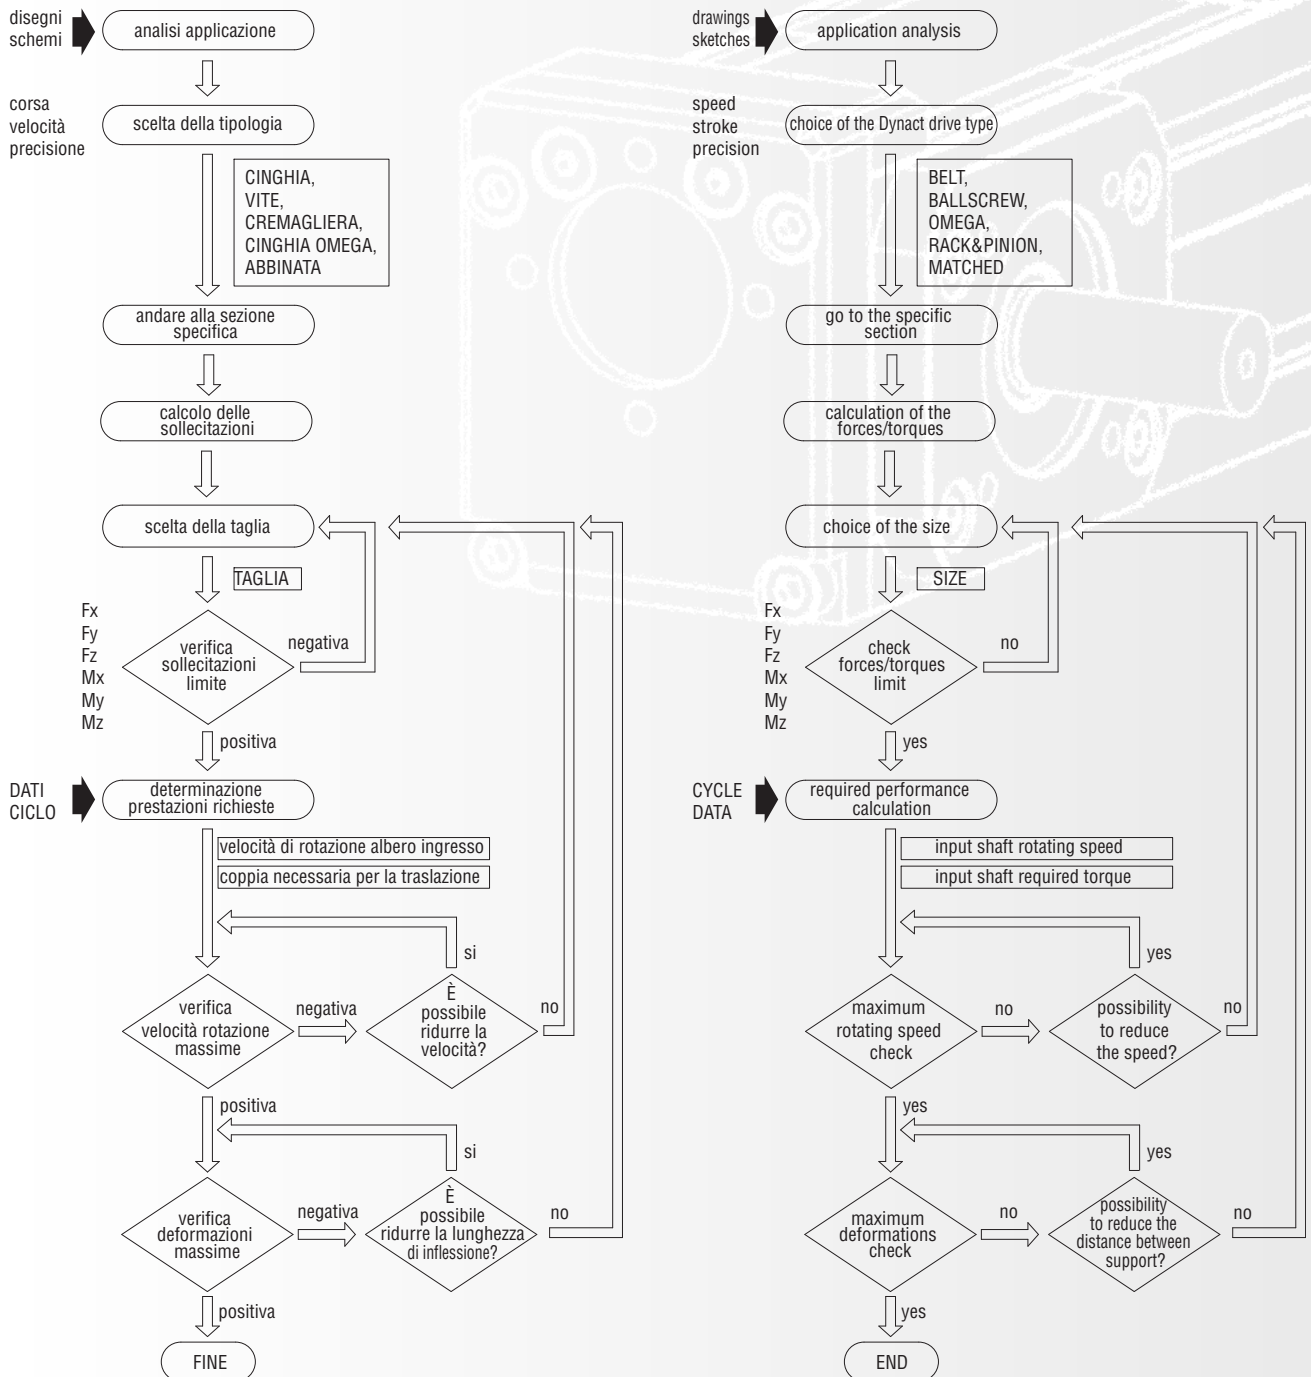 disegni
schemi
analisi applicazione
corsa
velocità
precisione
scelta della tipologia
CINGHIA,
VITE,
CREMAGLIERA,
CINGHIA OMEGA,
ABBINATA
andare alla sezione
specifica
calcolo delle
sollecitazioni
scelta della taglia
TAGLIA
Fx
Fy
Fz
Mx
My
Mz
verifica
sollecitazioni
limite
negativa
positiva
DATI
CICLO
determinazione
prestazioni richieste
velocità di rotazione albero ingresso
coppia necessaria per la traslazione
si
verifica
velocità rotazione
massime
negativa
È
possibile
ridurre la
velocità?
no
positiva
si
verifica
deformazioni
massime
negativa
È
possibile
ridurre la lunghezza
di inflessione?
no
positiva
FINE
drawings
sketches
application analysis
speed
stroke
precision
choice of the Dynact drive type
BELT,
BALLSCREW,
OMEGA,
RACK&PINION,
MATCHED
go to the specific
section
calculation of the
forces/torques
choice of the size
SIZE
Fx
Fy
Fz
Mx
My
Mz
check
forces/torques
limit
no
yes
CYCLE
DATA
required performance
calculation
input shaft rotating speed
input shaft required torque
yes
maximum
rotating speed
check
no
possibility
to reduce
the speed?
no
yes
yes
maximum
deformations
check
no
possibility
to reduce the
distance between
support?
no
yes
END